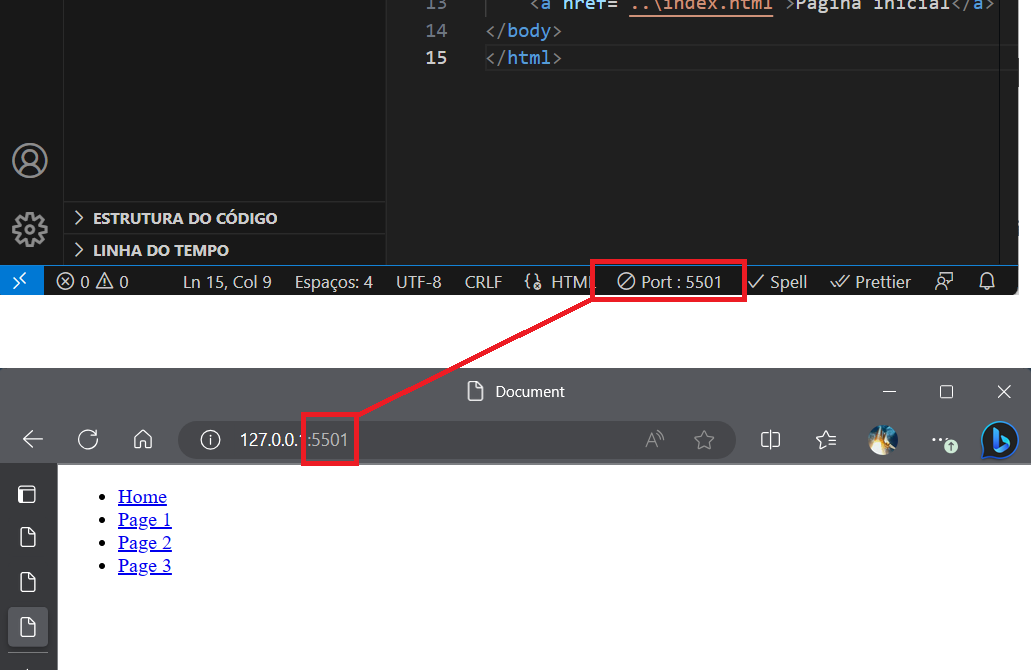 13 <a href="..\index.html">Página inicial</a>
14 </body>
15 </html>
ESTRUTURA DO CÓDIGO
LINHA DO TEMPO
0 0 Ln 15, Col 9 Espaços: 4 UTF-8 CRLF HTML Port : 5501 Spell Prettier
Document
127.0.0.1:5501
Home
Page 1
Page 2
Page 3